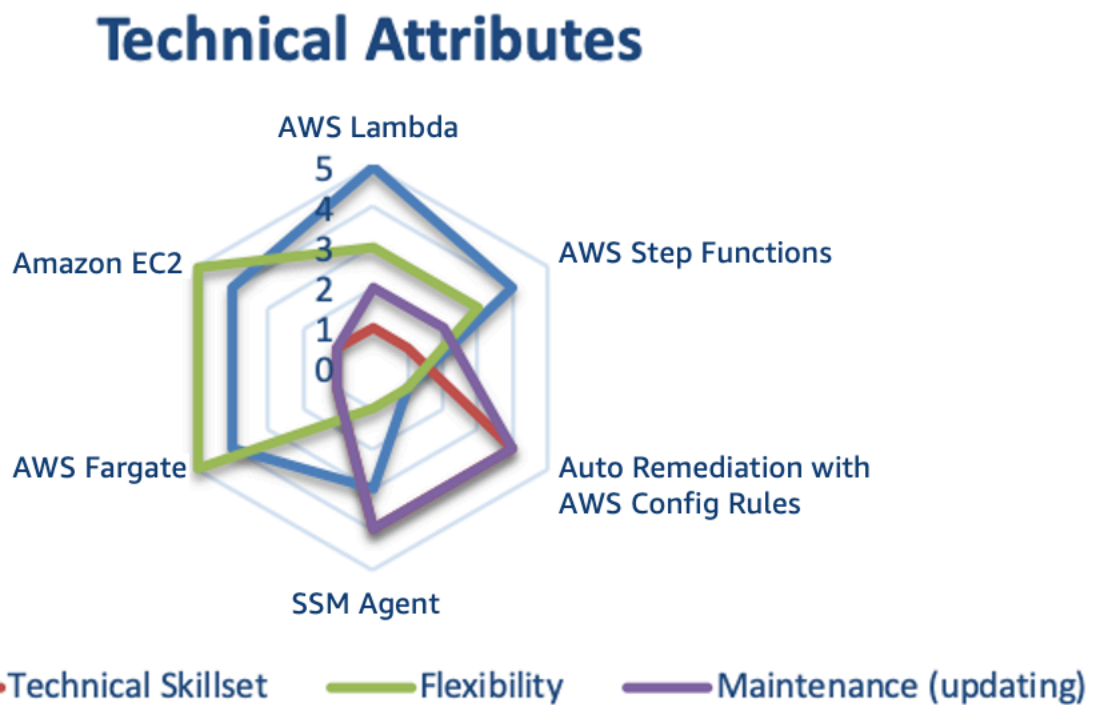 Technical Attributes
AWS Lambda
5
4
3
2
1
0
AWS Step Functions
Amazon EC2
AWS Fargate
Auto Remediation with
AWS Config Rules
SSM Agent
Technical Skillset
Flexibility
Maintenance (updating)